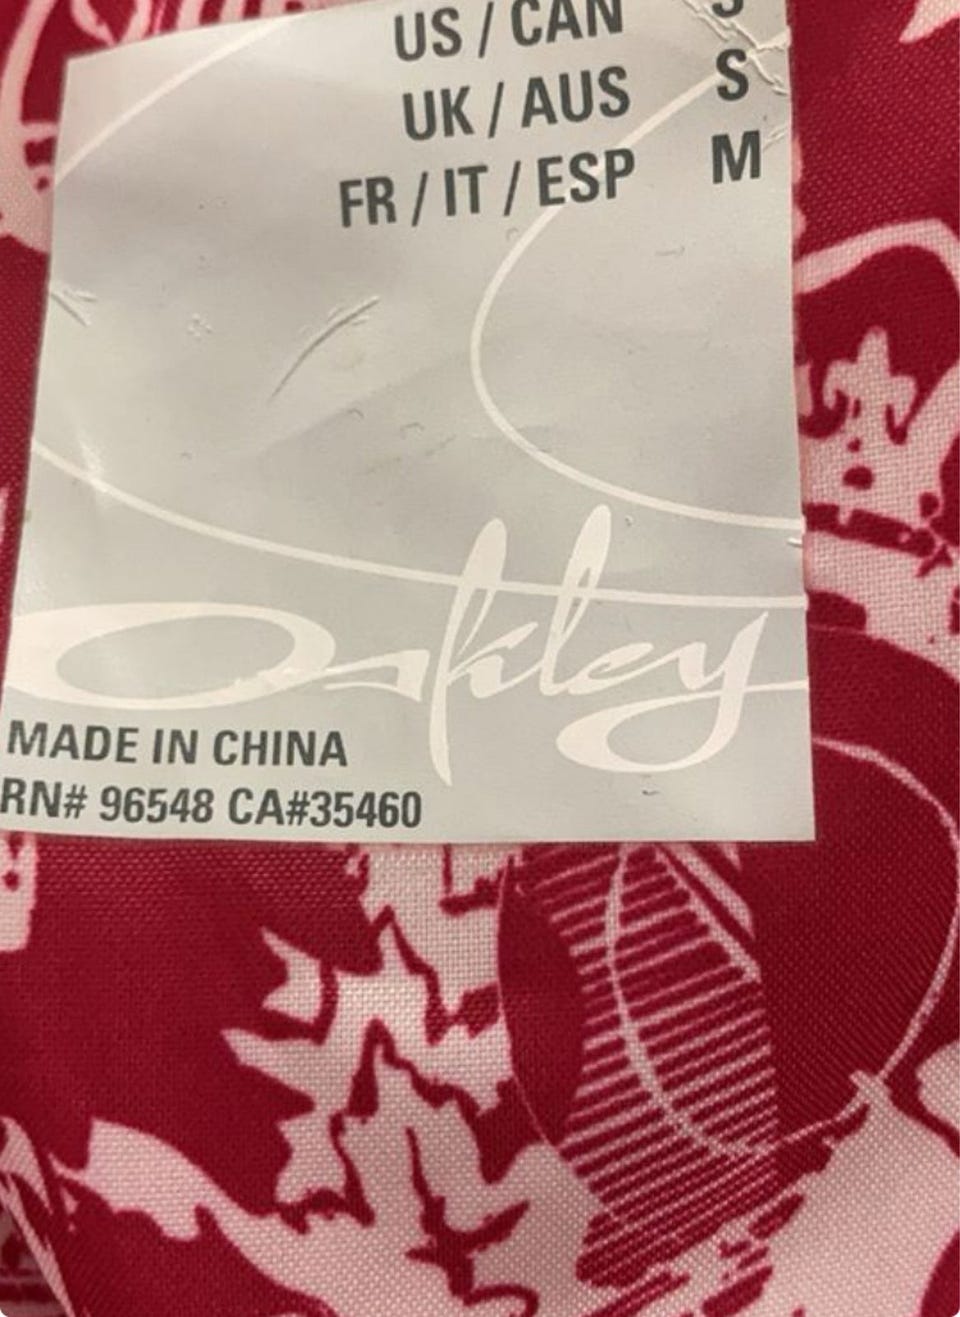 US / CAN S
UK / AUS S
FR / IT / ESP M
Oakley
MADE IN CHINA
RN# 96548 CA#35460